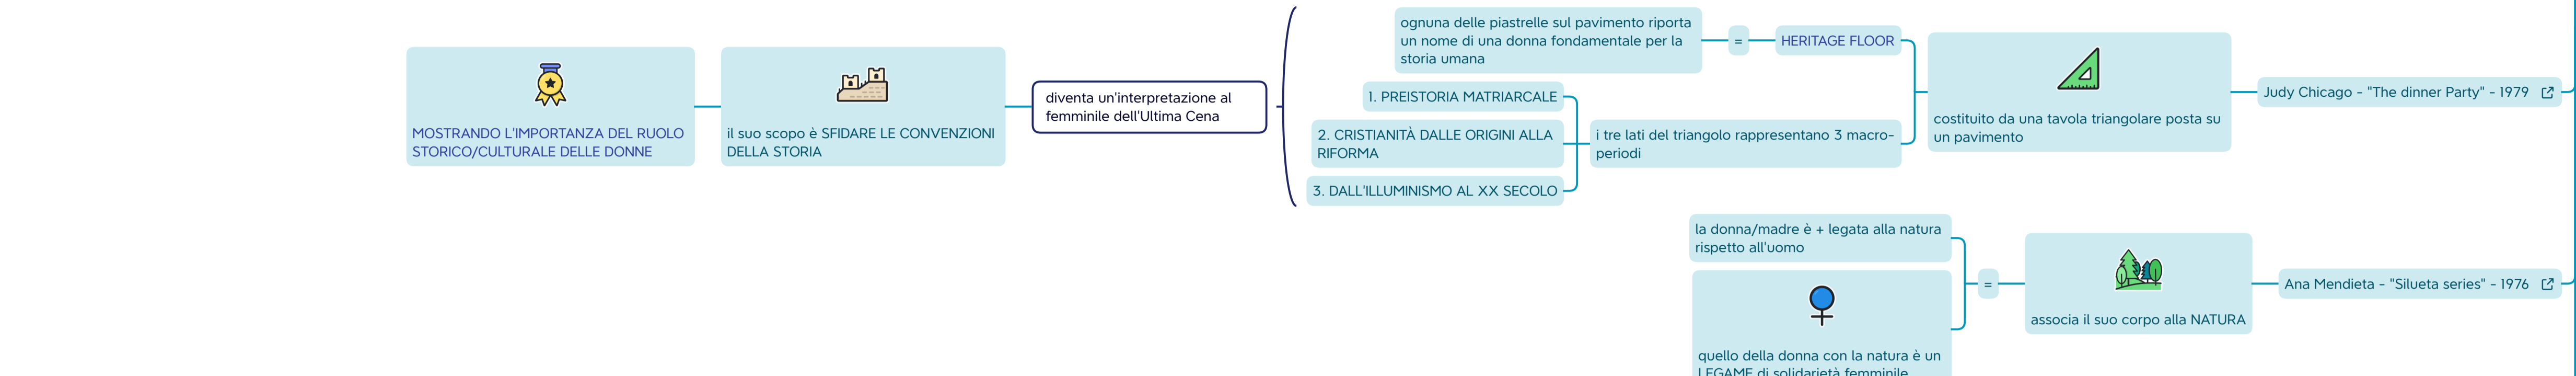 Judy Chicago - "The dinner Party" - 1979
costituito da una tavola triangolare posta su
un pavimento
HERITAGE FLOOR
=
ognuna delle piastrelle sul pavimento riporta
un nome di una donna fondamentale per la
storia umana
i tre lati del triangolo rappresentano 3 macro-
periodi
1. PREISTORIA MATRIARCALE
2. CRISTIANITÀ DALLE ORIGINI ALLA
RIFORMA
3. DALL'ILLUMINISMO AL XX SECOLO
diventa un'interpretazione al
femminile dell'Ultima Cena
il suo scopo è SFIDARE LE CONVENZIONI
DELLA STORIA
MOSTRANDO L'IMPORTANZA DEL RUOLO
STORICO/CULTURALE DELLE DONNE
Ana Mendieta - "Silueta series" - 1976
associa il suo corpo alla NATURA
=
la donna/madre è + legata alla natura
rispetto all'uomo
quello della donna con la natura è un
LEGAME di solidarietà femminile